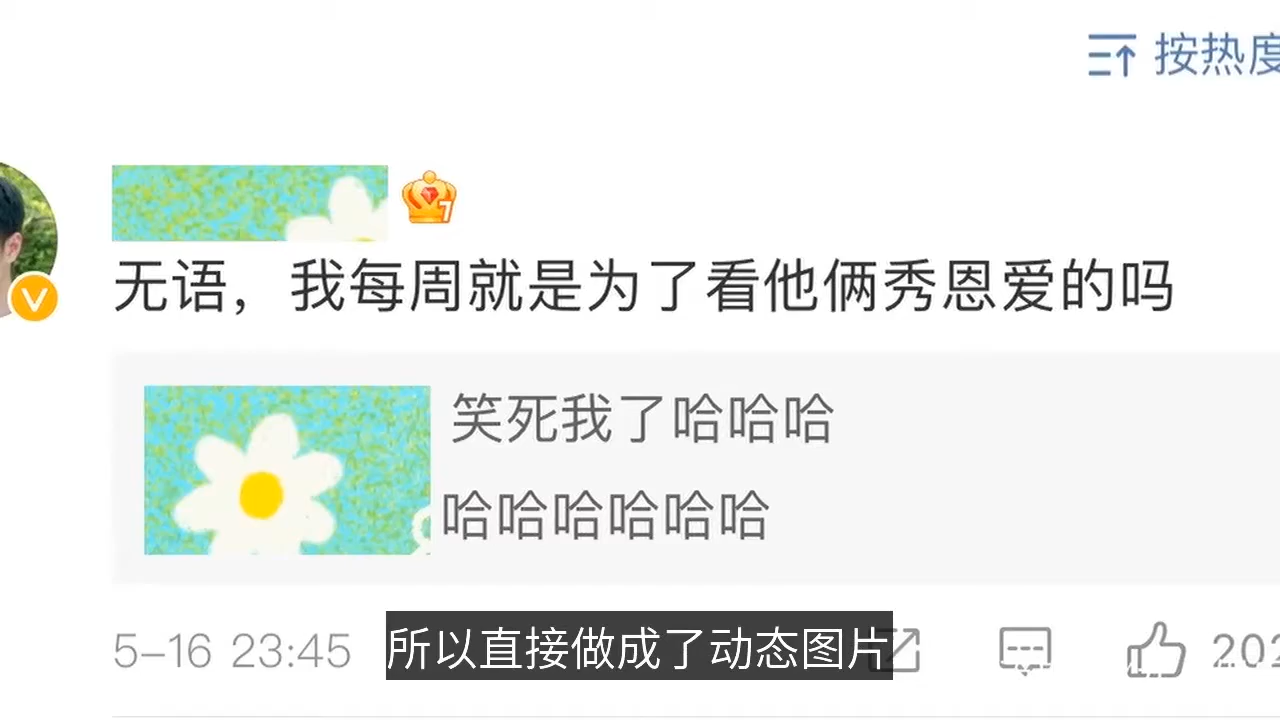 按热度
7
无语，我每周就是为了看他俩秀恩爱的吗
笑死我了哈哈哈
哈哈哈哈哈哈
5-16 23:45
所以直接做成了动态图片
202